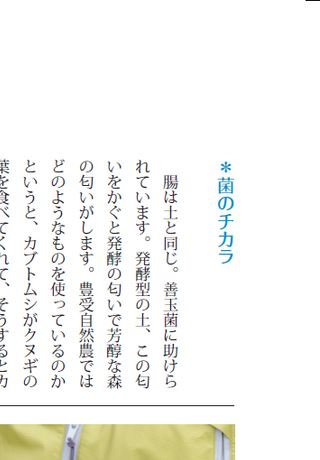 ＊菌のチカラ
腸は土と同じ。善玉菌に助けら
れています。発酵型の土、この匂
いをかぐと発酵の匂いで芳醇な森
の匂いがします。豊受自然農では
どのようなものを使っているのか
というと、カブトムシがクヌギの
葉を食べてくれて、そうするとカ